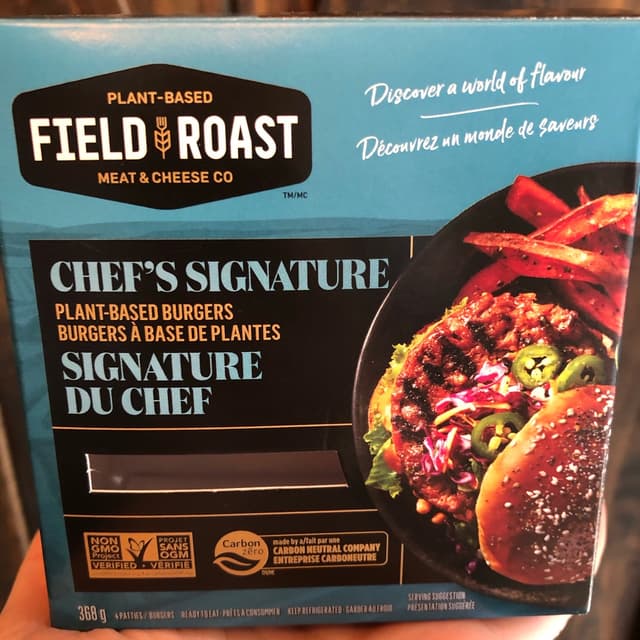 PLANT-BASED
FIELD ROAST
MEAT & CHEESE CO
TM/MC
Discover a world of flavour
Découvrez un monde de saveurs
CHEF'S SIGNATURE
PLANT-BASED BURGERS
BURGERS À BASE DE PLANTES
SIGNATURE
DU CHEF
NON
GMO
Project
VERIFIED
PROJET
SANS
OGM
VÉRIFIÉ
Carbon
zéro
made by a/fait par une
CARBON NEUTRAL COMPANY
ENTREPRISE CARBONEUTRE
368 g 4 PATTIES / BURGERS READY TO EAT · PRÊTS À CONSOMMER KEEP REFRIGERATED · GARDER AU FROID
SERVING SUGGESTION
PRÉSENTATION SUGGÉRÉE